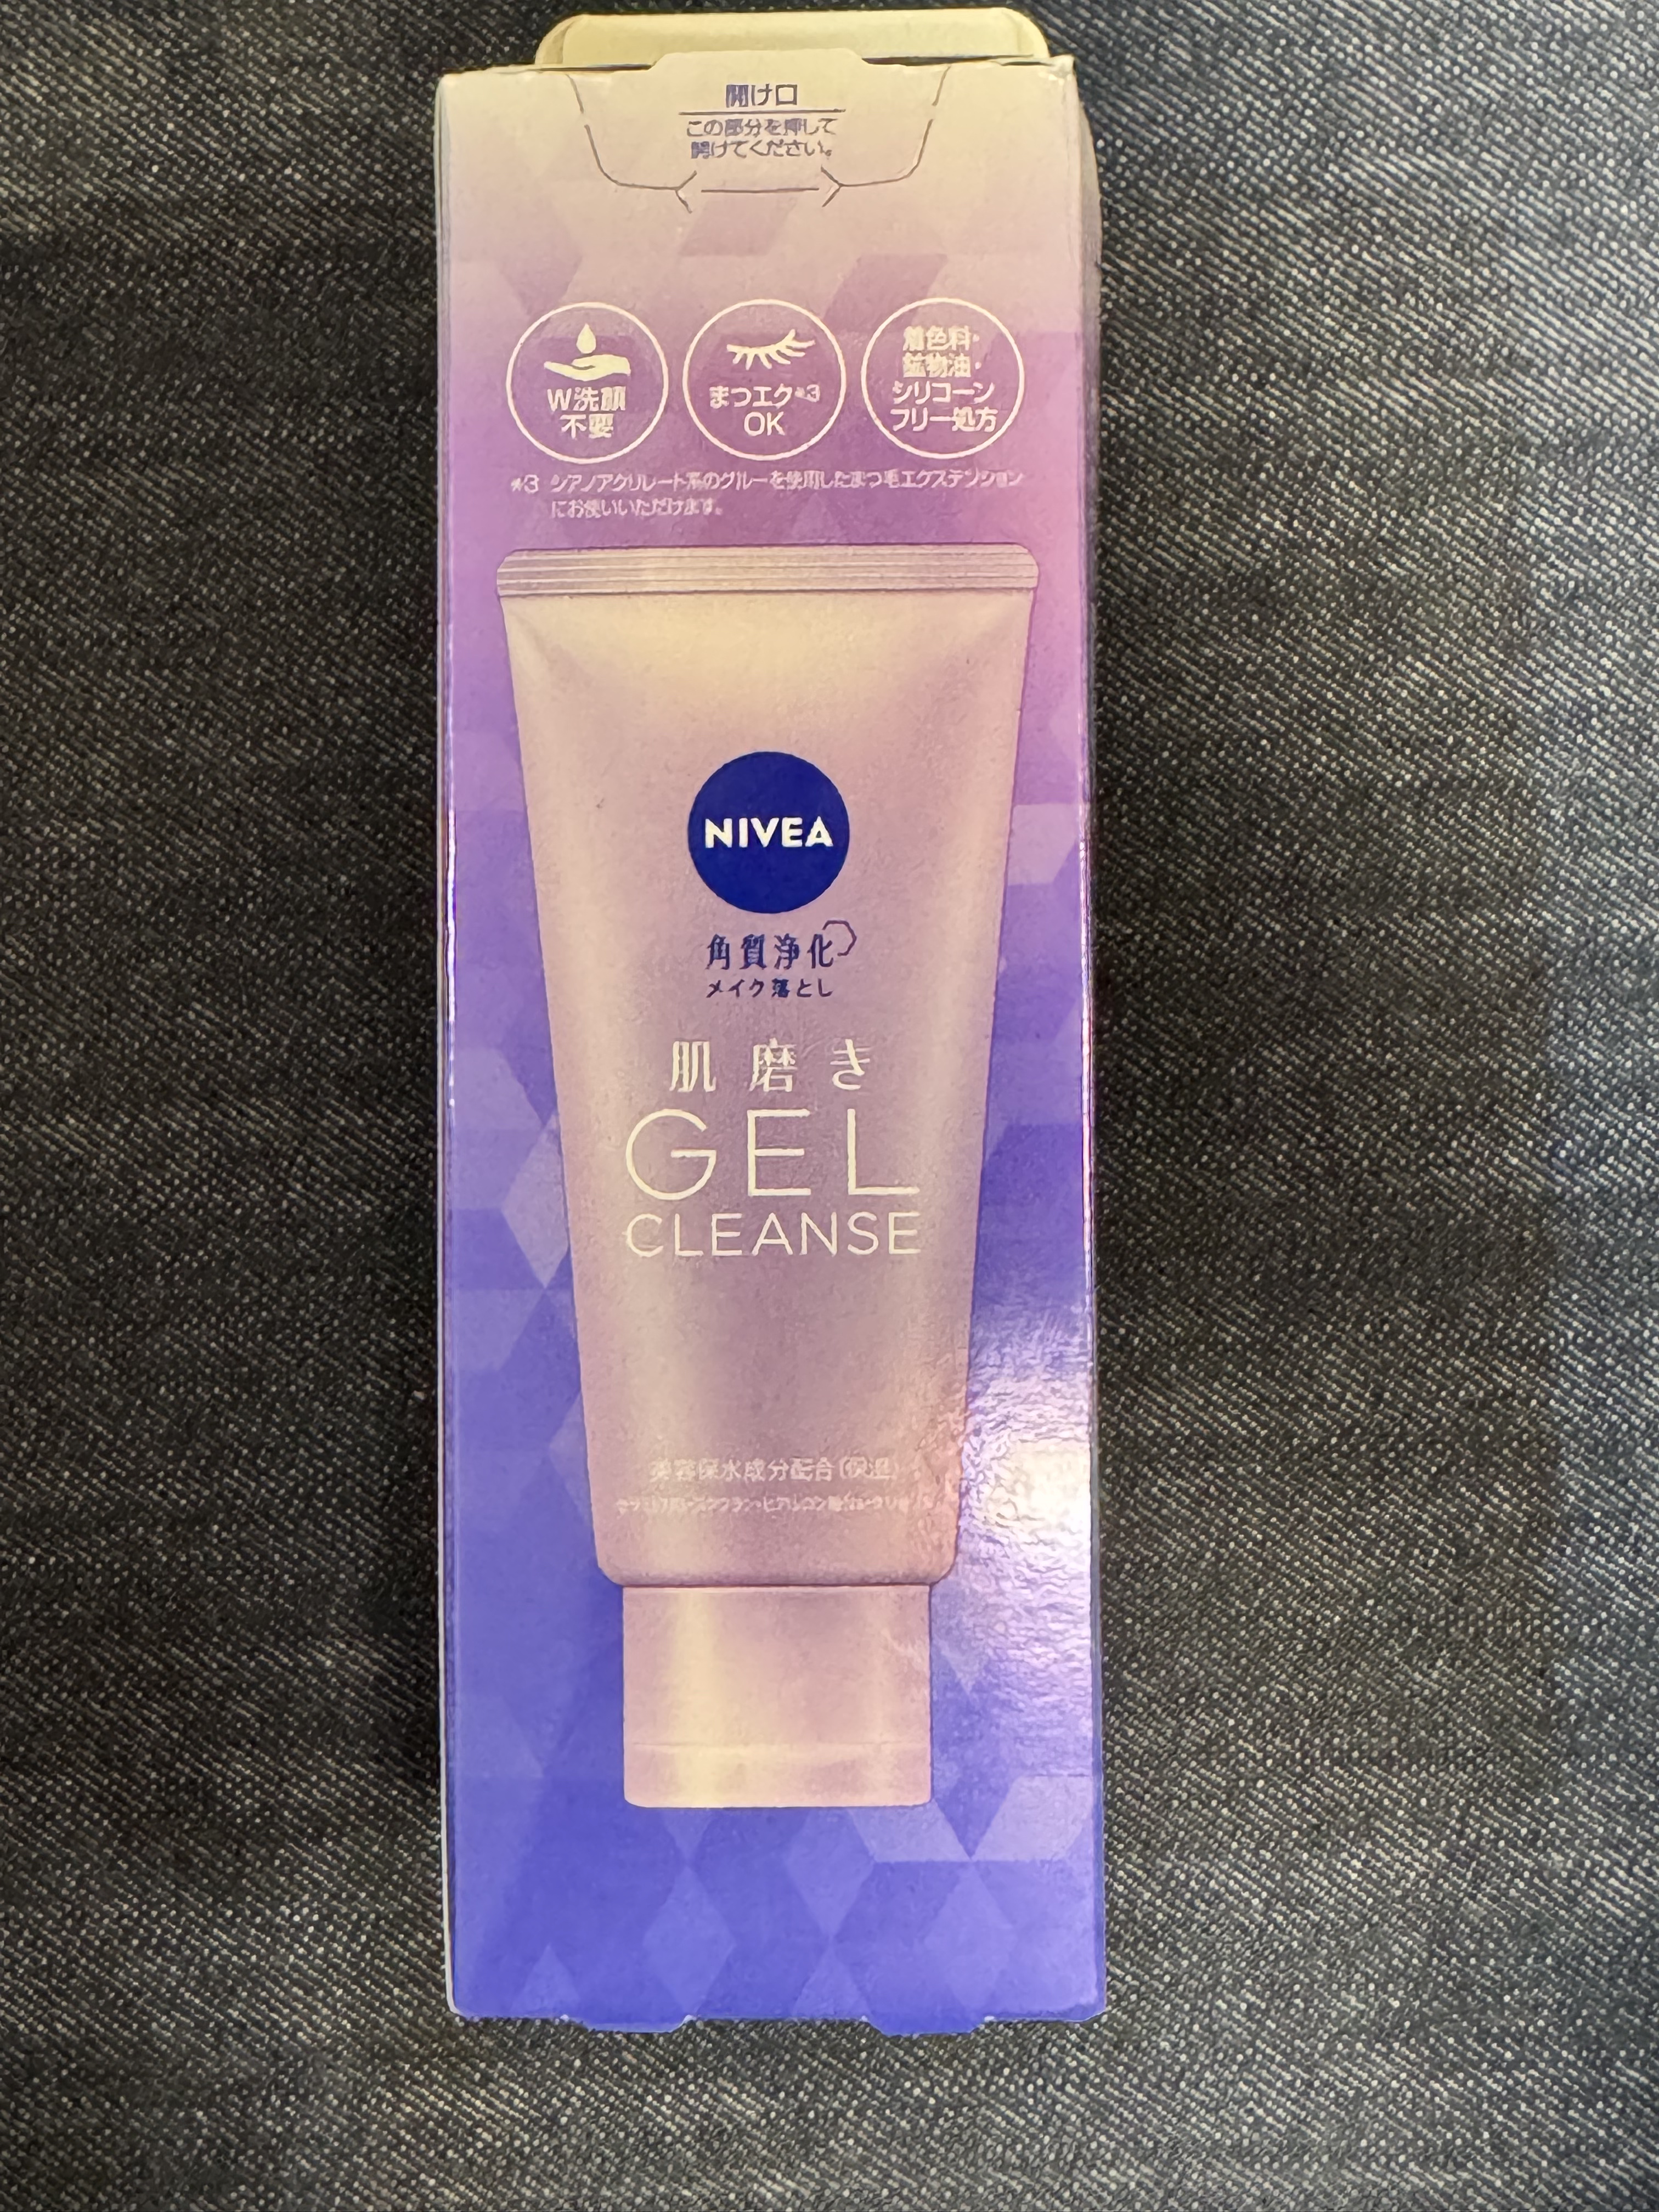 開け口
この部分を押して
開けてください。
W洗顔
不要
まつエク※3
OK
着色料・
鉱物油・
シリコーン
フリー処方
※3 シアノアクリレート系のグルーを使用したまつ毛エクステンション
にお使いいただけます。
NIVEA
角質浄化
メイク落とし
肌磨き
GEL
CLEANSE
美容保水成分配合(保湿)